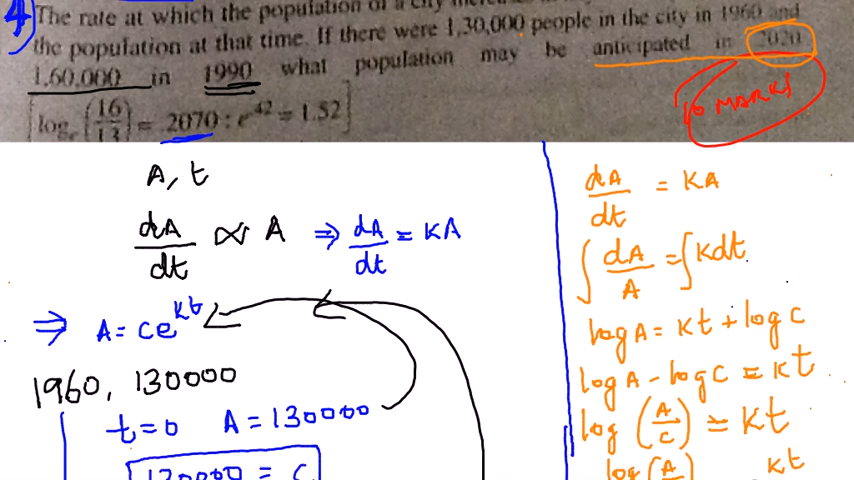 4) The rate at which the population of a city increases
the population at that time. If there were 1,30,000 people in the city in 1960 and
1,60,000 in 1990 what population may be anticipated in 2020
[log_e (16/13) = 2070 : e^.42 = 1.52]
10 MARKS
A, t
dA/dt ∝ A ⇒ dA/dt = KA
⇒ A = ce^kt
1960, 130000
t=0 A=130000
130000 = C
dA/dt = KA
∫ dA/A = ∫ Kdt
log A = Kt + log C
log A - log C = Kt
log (A/C) = Kt
log (A/ kt